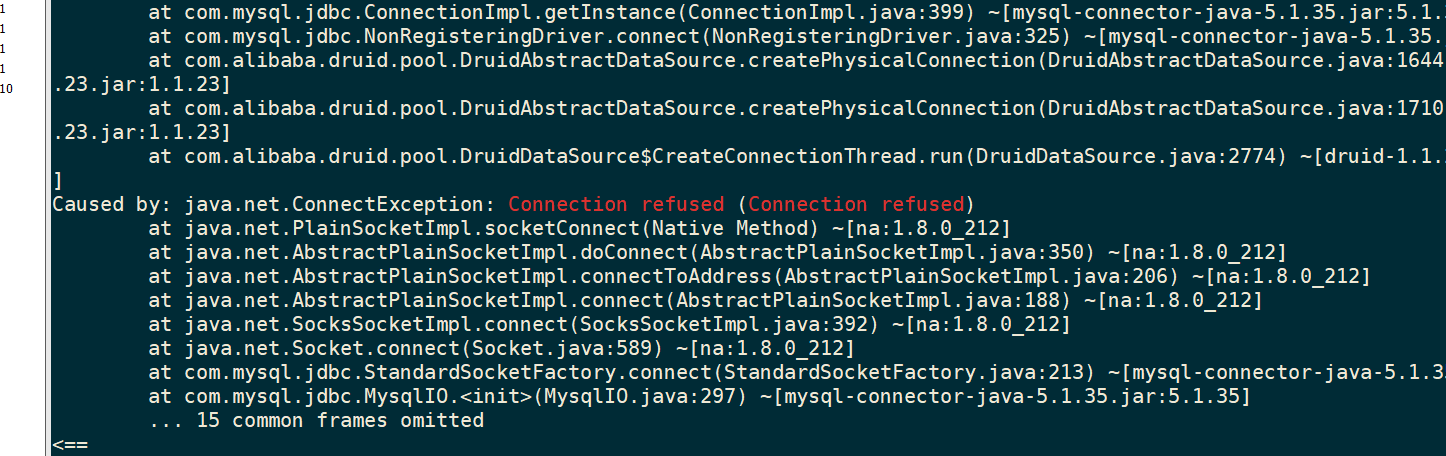 1
1
1
1
10
at com.mysql.jdbc.ConnectionImpl.getInstance(ConnectionImpl.java:399) ~[mysql-connector-java-5.1.35.jar:5.1.
at com.mysql.jdbc.NonRegisteringDriver.connect(NonRegisteringDriver.java:325) ~[mysql-connector-java-5.1.35.
at com.alibaba.druid.pool.DruidAbstractDataSource.createPhysicalConnection(DruidAbstractDataSource.java:1644
.23.jar:1.1.23]
at com.alibaba.druid.pool.DruidAbstractDataSource.createPhysicalConnection(DruidAbstractDataSource.java:1710
.23.jar:1.1.23]
at com.alibaba.druid.pool.DruidDataSource$CreateConnectionThread.run(DruidDataSource.java:2774) ~[druid-1.1.
]
Caused by: java.net.ConnectException: Connection refused (Connection refused)
at java.net.PlainSocketImpl.socketConnect(Native Method) ~[na:1.8.0_212]
at java.net.AbstractPlainSocketImpl.doConnect(AbstractPlainSocketImpl.java:350) ~[na:1.8.0_212]
at java.net.AbstractPlainSocketImpl.connectToAddress(AbstractPlainSocketImpl.java:206) ~[na:1.8.0_212]
at java.net.AbstractPlainSocketImpl.connect(AbstractPlainSocketImpl.java:188) ~[na:1.8.0_212]
at java.net.SocksSocketImpl.connect(SocksSocketImpl.java:392) ~[na:1.8.0_212]
at java.net.Socket.connect(Socket.java:589) ~[na:1.8.0_212]
at com.mysql.jdbc.StandardSocketFactory.connect(StandardSocketFactory.java:213) ~[mysql-connector-java-5.1.3
at com.mysql.jdbc.MysqlIO.<init>(MysqlIO.java:297) ~[mysql-connector-java-5.1.35.jar:5.1.35]
... 15 common frames omitted
<==